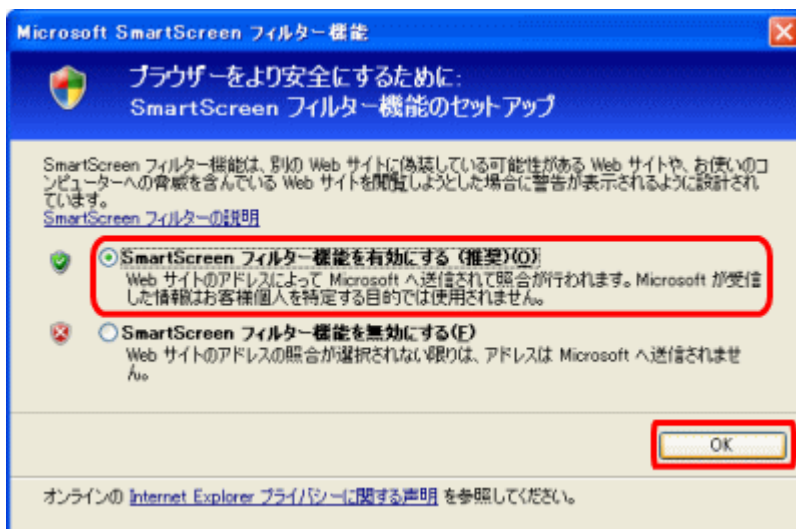 Microsoft SmartScreen フィルター機能
ブラウザーをより安全にするために:
SmartScreen フィルター機能のセットアップ
SmartScreen フィルター機能は、別の Web サイトに偽装している可能性がある Web サイトや、お使いのコ
ンピューターへの脅威を含んでいる Web サイトを閲覧しようとした場合に警告が表示されるように設計され
ています。
SmartScreen フィルターの説明
SmartScreen フィルター機能を有効にする (推奨)(O)
Web サイトのアドレスによって Microsoft へ送信されて照合が行われます。Microsoft が受信
した情報はお客様個人を特定する目的では使用されません。
SmartScreen フィルター機能を無効にする(F)
Web サイトのアドレスの照合が選択されない限りは、アドレスは Microsoft へ送信されませ
ん。
OK
オンラインの Internet Explorer プライバシーに関する声明 を参照してください。